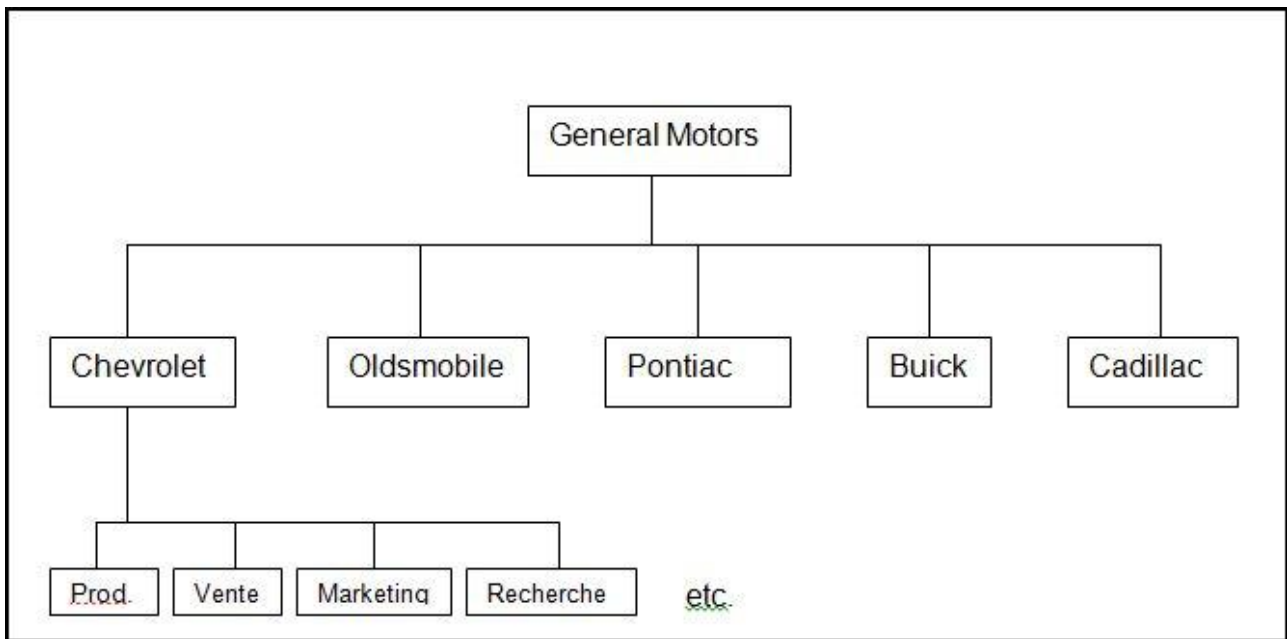 General Motors
Chevrolet Oldsmobile Pontiac Buick Cadillac
Prod. Vente Marketing Recherche etc.